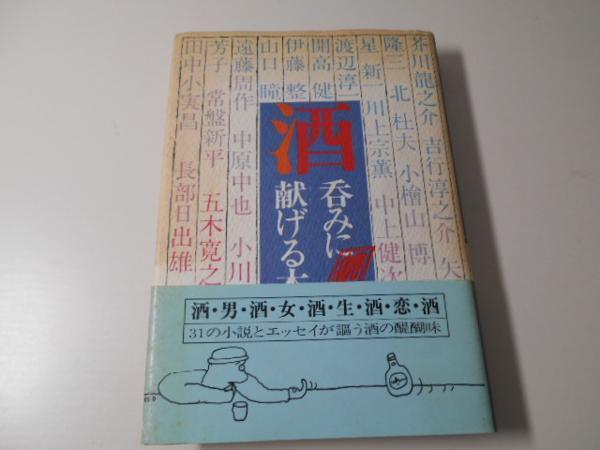 芥川龍之介 吉行淳之介 矢
隆三 北 杜夫 小檜山 博
星 新一 川上宗薫 中上健次
渡辺淳一
開高 健
伊藤 整
山口 瞳
遠藤周作 中原中也 小川
芳子 常盤新平 五木寛之
田中小実昌 長部日出雄
酒
呑みに
献げる本
酒・男・酒・女・酒・生・酒・恋・酒
31の小説とエッセイが謳う酒の醍醐味